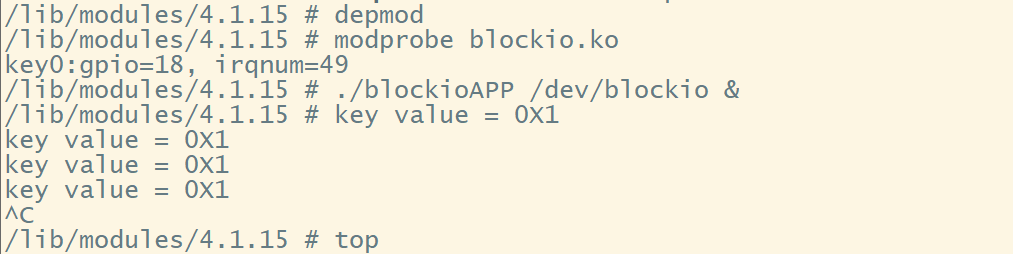 /lib/modules/4.1.15 # depmod
/lib/modules/4.1.15 # modprobe blockio.ko
key0:gpio=18, irqnum=49
/lib/modules/4.1.15 # ./blockioAPP /dev/blockio &
/lib/modules/4.1.15 # key value = 0X1
key value = 0X1
key value = 0X1
key value = 0X1
^C
/lib/modules/4.1.15 # top